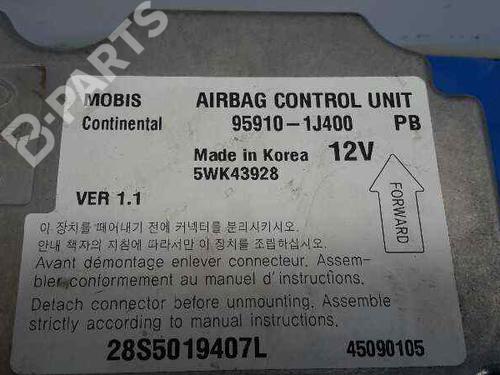 B-PARTS
MOBIS AIRBAG CONTROL UNIT
Continental 95910-1J400 PB
Made in Korea 12V
5WK43928
VER 1.1
FORWARD
이 장치를 떼어내기 전에 커넥터를 분리시키시오.
안내 책자의 지침에 따라서만 이 장치를 조립하십시오.
Avant démontage enlever connecteur. Assem-
bler conformement au manuel d'instructions.
Detach connector before unmounting. Assemble
strictly according to manual instructions.
28S5019407L 45090105